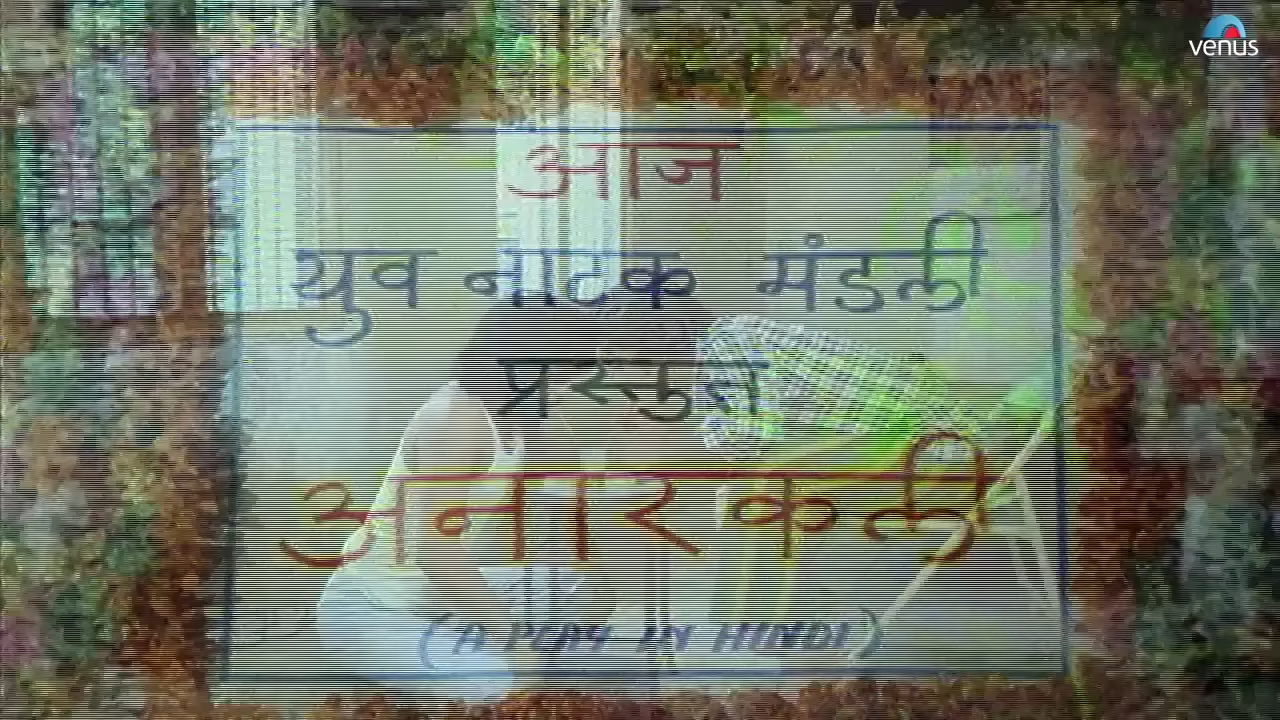 venus
आज
युव नाटक मंडली
प्रस्तुत
अनारकली
(A PLAY IN HINDI)